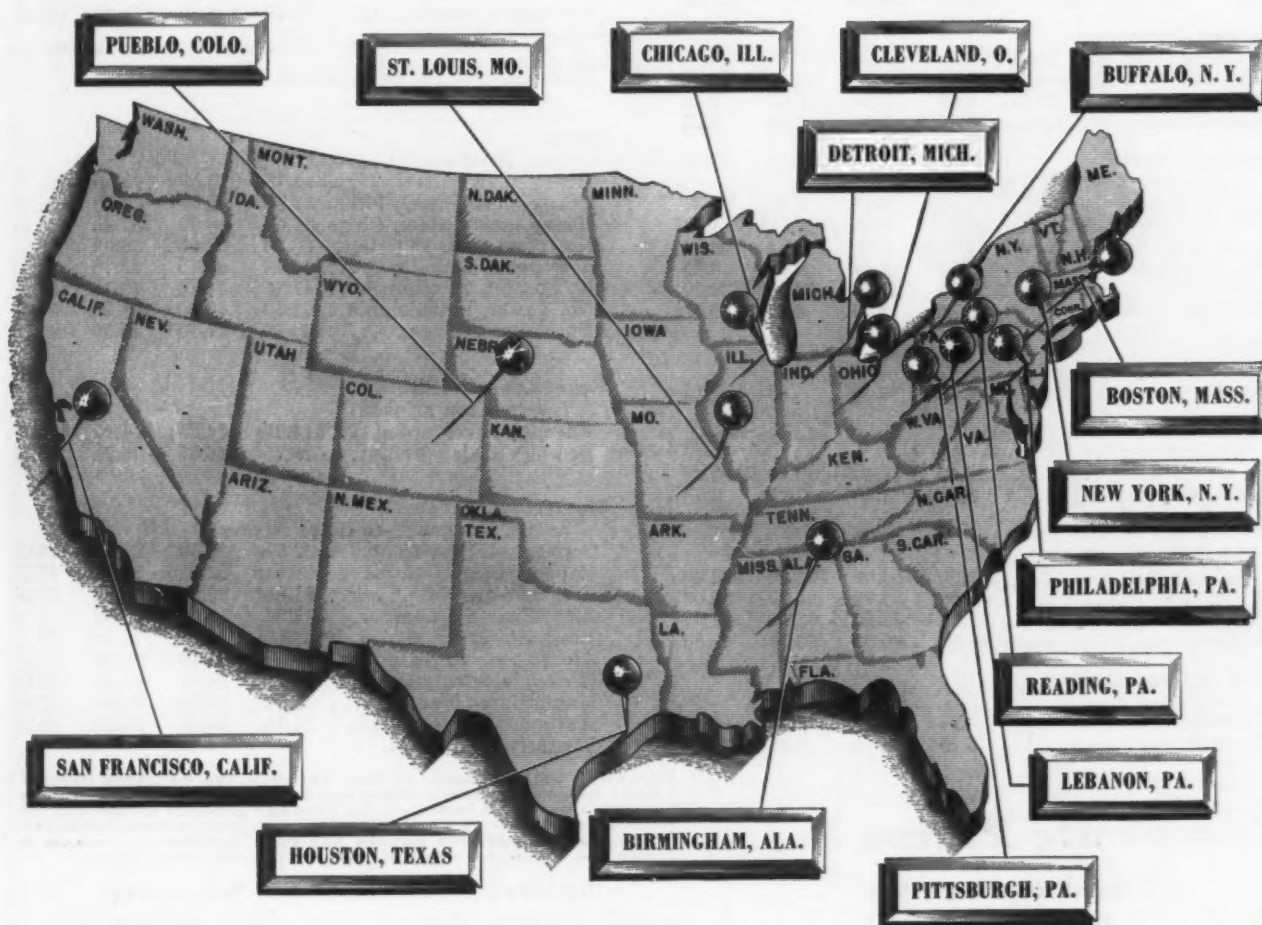 PUEBLO, COLO.
ST. LOUIS, MO.
CHICAGO, ILL.
CLEVELAND, O.
BUFFALO, N. Y.
DETROIT, MICH.
WASH.
MONT.
N. DAK.
MINN.
ME.
OREG.
IDA.
WIS.
N.Y.
VT.
N.H.
S. DAK.
WYO.
MICH.
MASS.
CALIF.
NEV.
IOWA
CONN.
UTAH
NEBR.
ILL.
IND.
OHIO
PA.
N.J.
COL.
MO.
MD.
W. VA.
VA.
KAN.
KEN.
BOSTON, MASS.
ARIZ.
N. MEX.
OKLA.
TEX.
ARK.
TENN.
N. CAR.
S. CAR.
NEW YORK, N. Y.
MISS.
ALA.
GA.
PHILADELPHIA, PA.
LA.
FLA.
READING, PA.
SAN FRANCISCO, CALIF.
LEBANON, PA.
HOUSTON, TEXAS
BIRMINGHAM, ALA.
PITTSBURGH, PA.